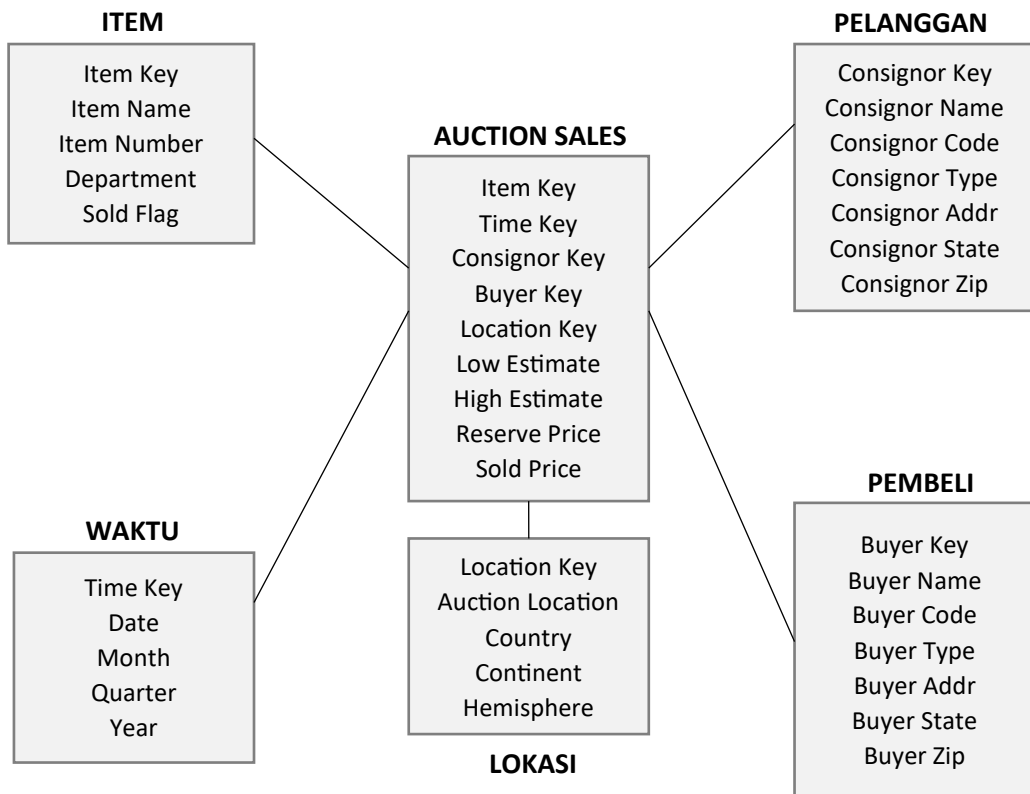 ITEM
Item Key
Item Name
Item Number
Department
Sold Flag
PELANGGAN
Consignor Key
Consignor Name
Consignor Code
Consignor Type
Consignor Addr
Consignor State
Consignor Zip
AUCTION SALES
Item Key
Time Key
Consignor Key
Buyer Key
Location Key
Low Estimate
High Estimate
Reserve Price
Sold Price
WAKTU
Time Key
Date
Month
Quarter
Year
Location Key
Auction Location
Country
Continent
Hemisphere
LOKASI
PEMBELI
Buyer Key
Buyer Name
Buyer Code
Buyer Type
Buyer Addr
Buyer State
Buyer Zip